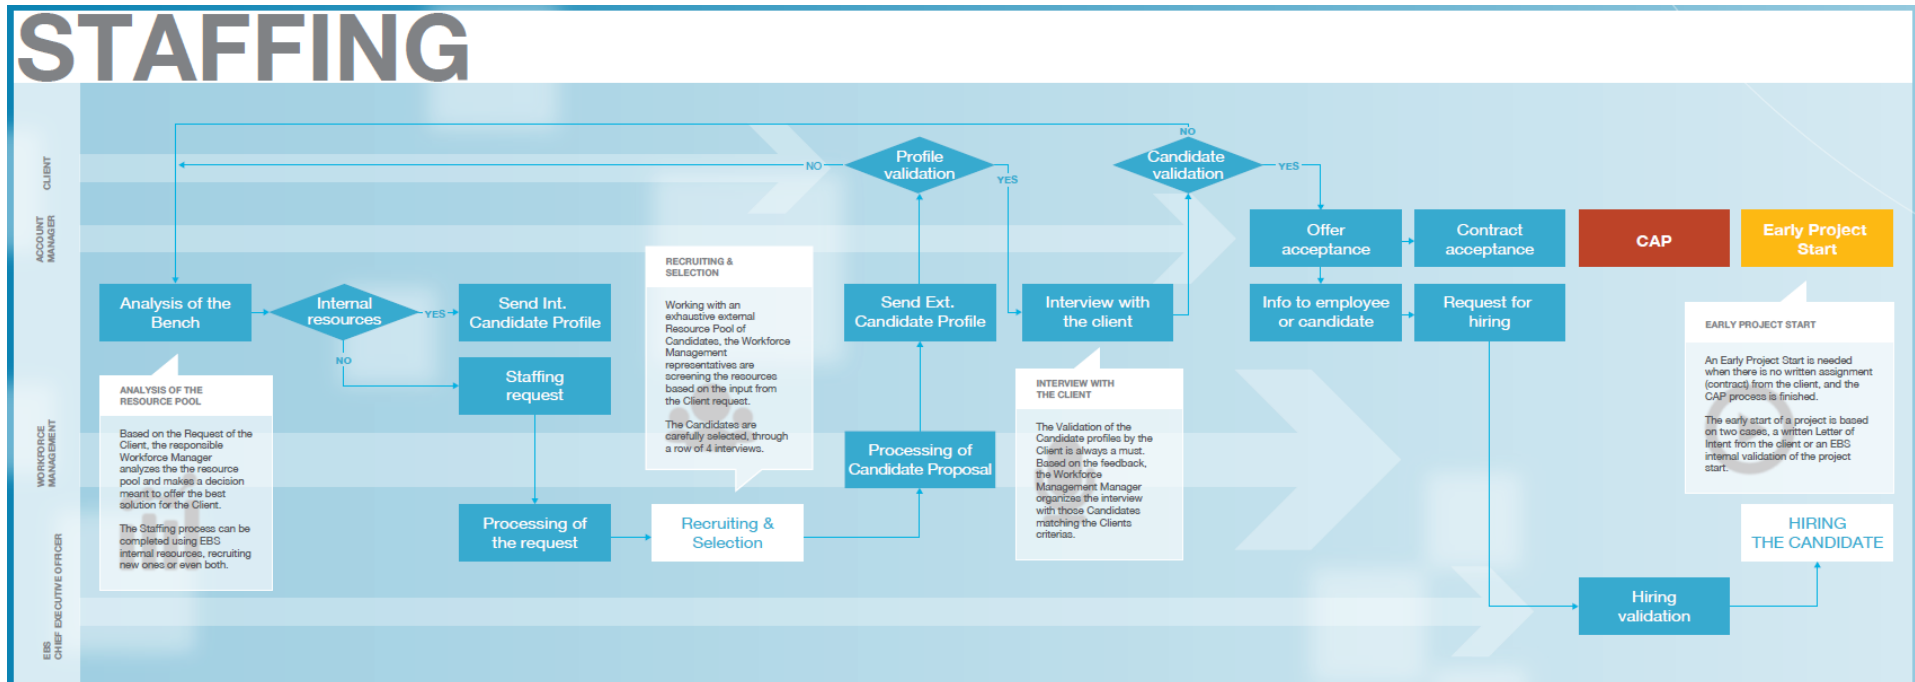 STAFFING
CLIENT
ACCOUNT
MANAGER
WORKFORCE
MANAGEMENT
EBS
CHIEF EXECUTIVE OFFICER
NO
Profile
validation
NO
YES
Candidate
validation
YES
Offer
acceptance
Contract
acceptance
CAP
Early Project
Start
Analysis of the
Bench
Internal
resources
YES
NO
Send Int.
Candidate Profile
Staffing
request
Send Ext.
Candidate Profile
Interview with
the client
Info to employee
or candidate
Request for
hiring
Processing of
Candidate Proposal
Processing of
the request
Recruiting &
Selection
HIRING
THE CANDIDATE
Hiring
validation
ANALYSIS OF THE
RESOURCE POOL
Based on the Request of the
Client, the responsible
Workforce Manager
analyzes the the resource
pool and makes a decision
meant to offer the best
solution for the Client.
The Staffing process can be
completed using EBS
internal resources, recruiting
new ones or even both.
RECRUITING &
SELECTION
Working with an
exhaustive external
Resource Pool of
Candidates, the Workforce
Management
representatives are
screening the resources
based on the input from
the Client request.
The Candidates are
carefully selected, through
a row of 4 interviews.
INTERVIEW WITH
THE CLIENT
The Validation of the
Candidate profiles by the
Client is always a must.
Based on the feedback,
the Workforce
Management Manager
organizes the interview
with those Candidates
matching the Clients
criterias.
EARLY PROJECT START
An Early Project Start is needed
when there is no written assignment
(contract) from the client, and the
CAP process is finished.
The early start of a project is based
on two cases, a written Letter of
Intent from the client or an EBS
internal validation of the project
start.